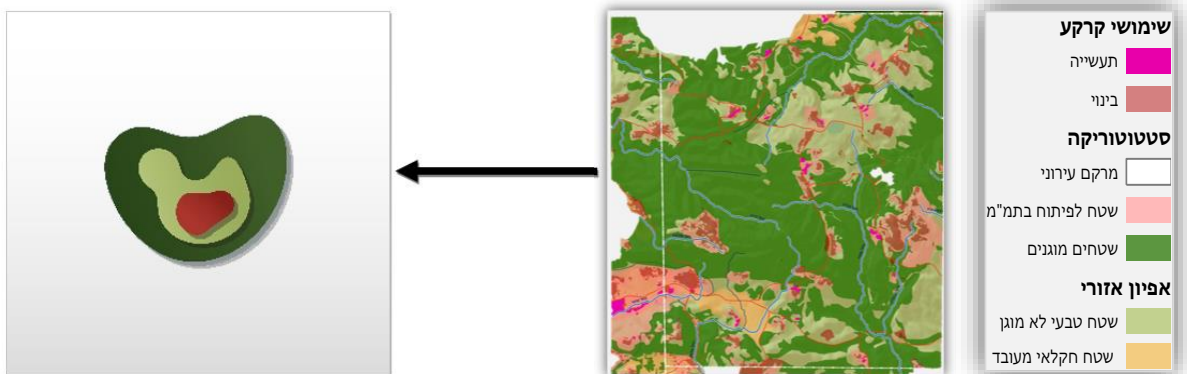 שימושי קרקע
תעשייה
בינוי
סטטוטוריקה
מרקם עירוני
שטח לפיתוח בתמ"מ
שטחים מוגנים
אפיון אזורי
שטח טבעי לא מוגן
שטח חקלאי מעובד